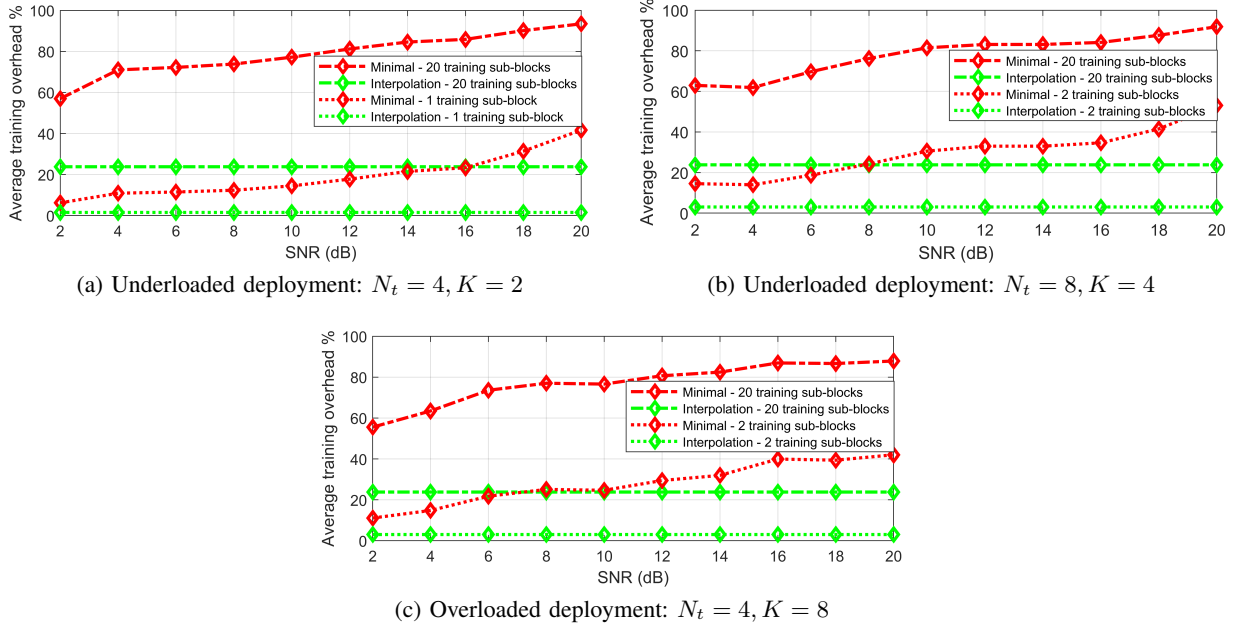 Average training overhead %
100
80
60
40
20
0
Minimal - 20 training sub-blocks
Interpolation - 20 training sub-blocks
Minimal - 1 training sub-block
Interpolation - 1 training sub-block
2 4 6 8 10 12 14 16 18 20
SNR (dB)
(a) Underloaded deployment: $N_t = 4, K = 2$
Average training overhead %
100
80
60
40
20
0
Minimal - 20 training sub-blocks
Interpolation - 20 training sub-blocks
Minimal - 2 training sub-blocks
Interpolation - 2 training sub-blocks
2 4 6 8 10 12 14 16 18 20
SNR (dB)
(b) Underloaded deployment: $N_t = 8, K = 4$
Average training overhead %
100
80
60
40
20
0
Minimal - 20 training sub-blocks
Interpolation - 20 training sub-blocks
Minimal - 2 training sub-blocks
Interpolation - 2 training sub-blocks
2 4 6 8 10 12 14 16 18 20
SNR (dB)
(c) Overloaded deployment: $N_t = 4, K = 8$